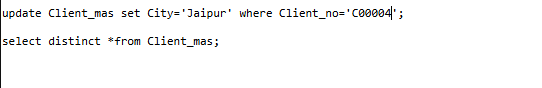 update Client_mas set City='Jaipur' where Client_no='C00004';
select distinct *from Client_mas;